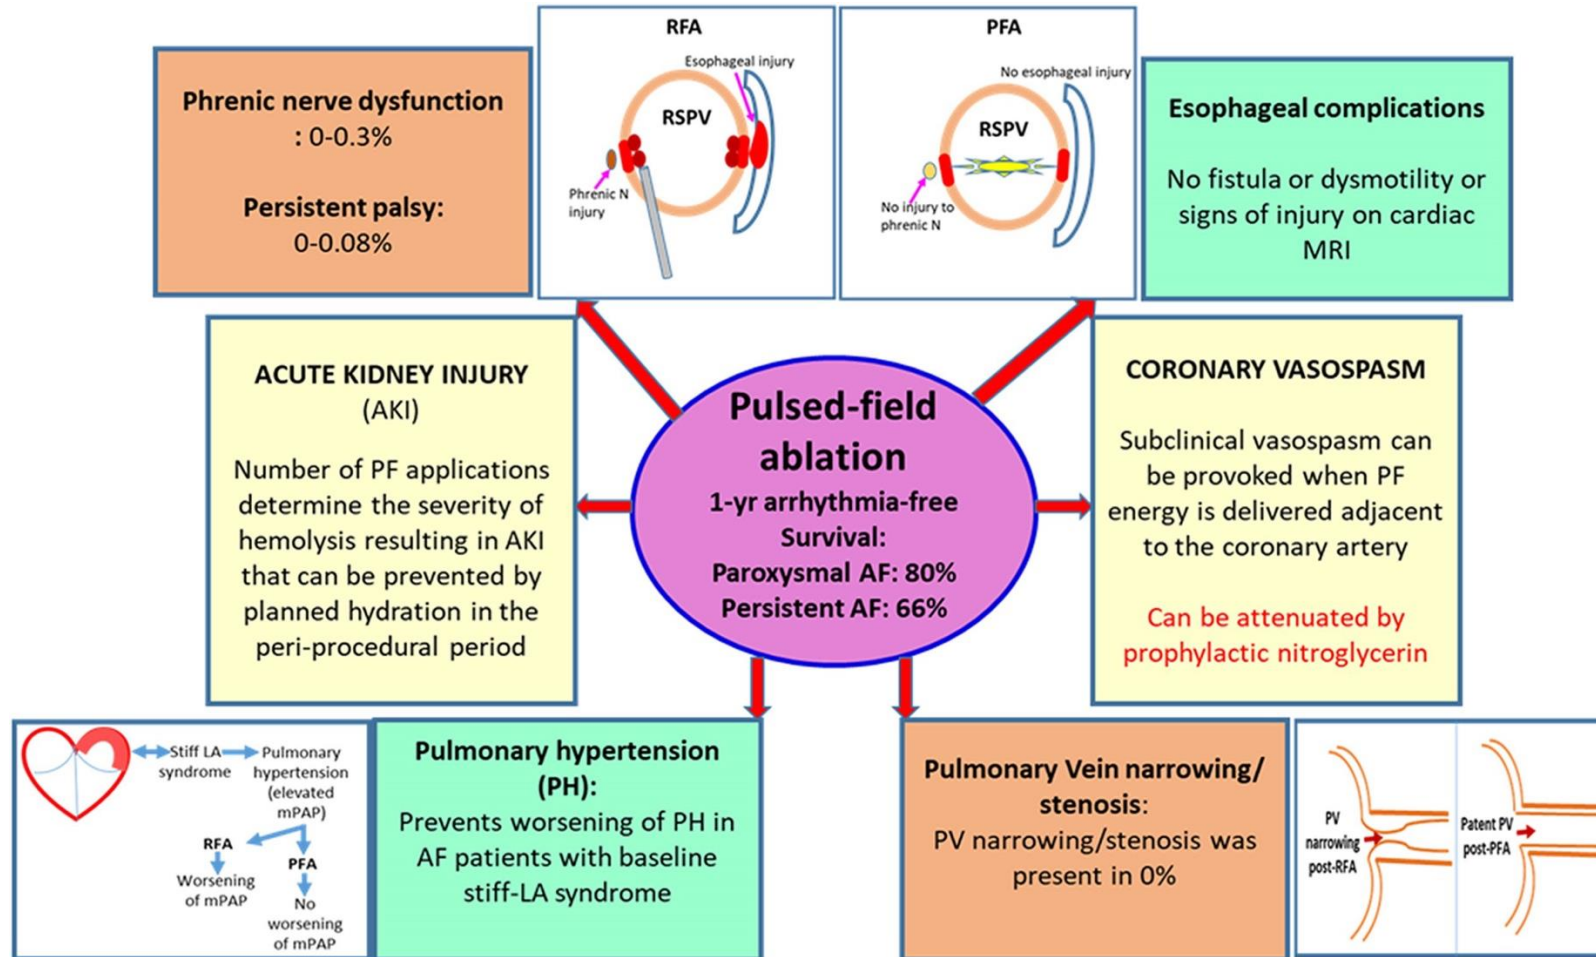 Phrenic nerve dysfunction
: 0-0.3%
Persistent palsy:
0-0.08%
RFA
Esophageal injury
RSPV
Phrenic N
injury
PFA
No esophageal injury
RSPV
No injury to
phrenic N
Esophageal complications
No fistula or dysmotility or
signs of injury on cardiac
MRI
ACUTE KIDNEY INJURY
(AKI)
Number of PF applications
determine the severity of
hemolysis resulting in AKI
that can be prevented by
planned hydration in the
peri-procedural period
Pulsed-field
ablation
1-yr arrhythmia-free
Survival:
Paroxysmal AF: 80%
Persistent AF: 66%
CORONARY VASOSPASM
Subclinical vasospasm can
be provoked when PF
energy is delivered adjacent
to the coronary artery
Can be attenuated by
prophylactic nitroglycerin
Stiff LA
syndrome
Pulmonary
hypertension
(elevated
mPAP)
RFA
Worsening
of mPAP
PFA
No
worsening
of mPAP
Pulmonary hypertension
(PH):
Prevents worsening of PH in
AF patients with baseline
stiff-LA syndrome
Pulmonary Vein narrowing/
stenosis:
PV narrowing/stenosis was
present in 0%
PV
narrowing
post-RFA
Patent PV
post-PFA